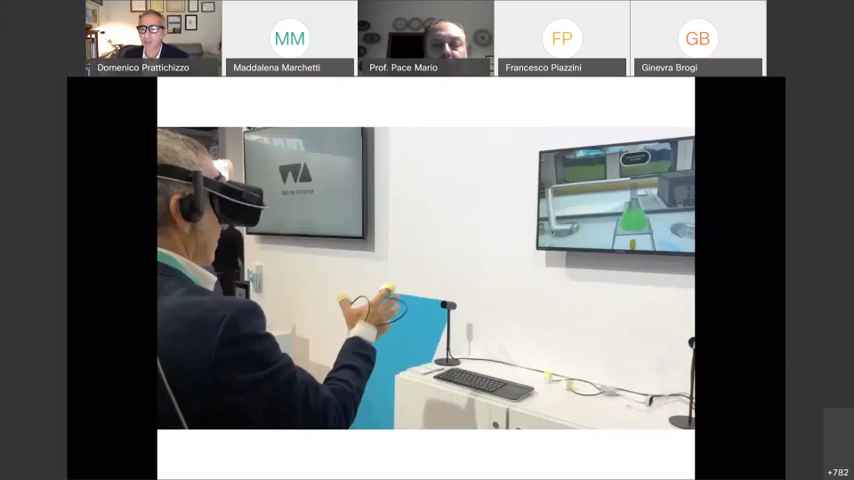 MM
FP
GB
Domenico Prattichizzo
Maddalena Marchetti
Prof. Pace Mario
Francesco Piazzini
Ginevra Brogi
+782